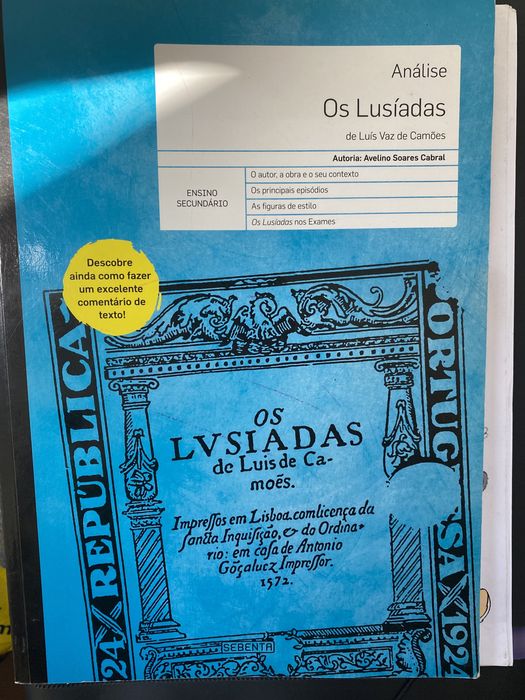 Análise
Os Lusíadas
de Luís Vaz de Camões
Autoria: Avelino Soares Cabral
ENSINO
SECUNDÁRIO
O autor, a obra e o seu contexto
Os principais episódios
As figuras de estilo
Os Lusíadas nos Exames
Descobre
ainda como fazer
um excelente
comentário de
texto!
24 X REPÚBLICA
ORTUG
SA X 1924
OS
LVSIADAS
de Luis de Ca-
moẽs.
Impreſſos em Lisboa, com licença da
ſancta Inquiſição, & do Ordina-
rio: em caſa de Antonio
Gõçaluez Impreſſor.
1572.
SEBENTA